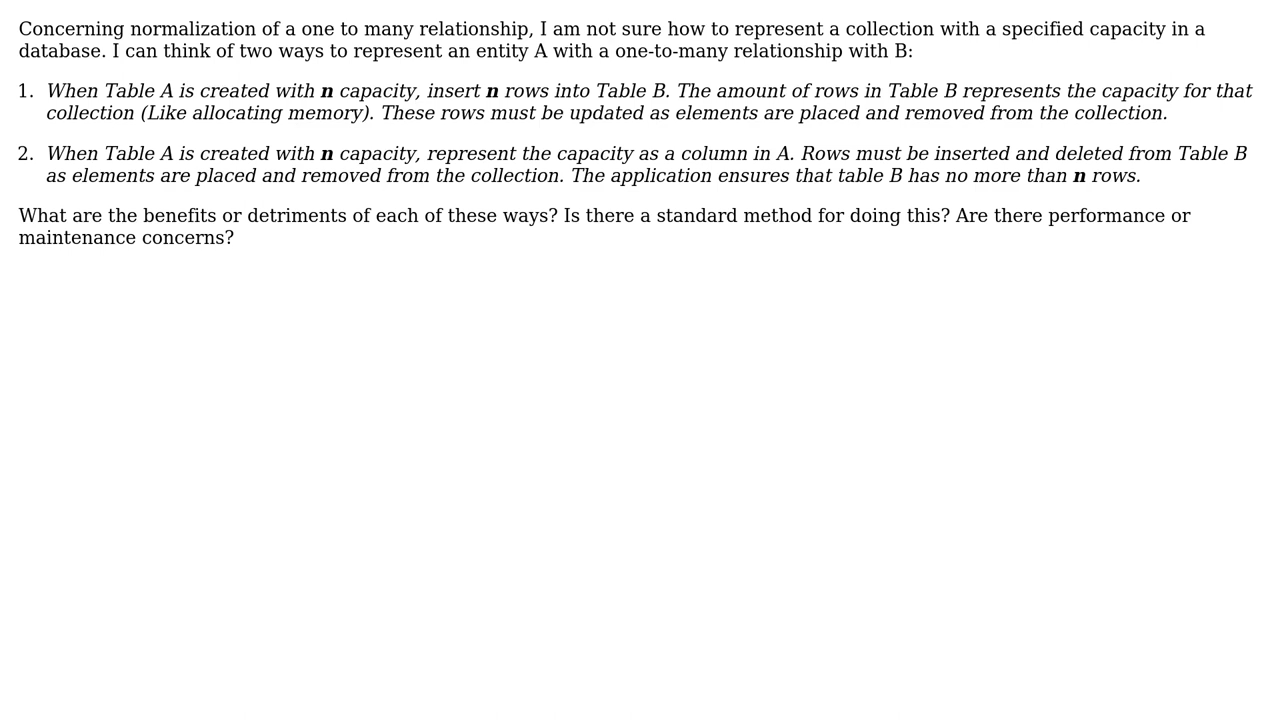 Concerning normalization of a one to many relationship, I am not sure how to represent a collection with a specified capacity in a
database. I can think of two ways to represent an entity A with a one-to-many relationship with B:
1. When Table A is created with n capacity, insert n rows into Table B. The amount of rows in Table B represents the capacity for that
collection (Like allocating memory). These rows must be updated as elements are placed and removed from the collection.
2. When Table A is created with n capacity, represent the capacity as a column in A. Rows must be inserted and deleted from Table B
as elements are placed and removed from the collection. The application ensures that table B has no more than n rows.
What are the benefits or detriments of each of these ways? Is there a standard method for doing this? Are there performance or
maintenance concerns?